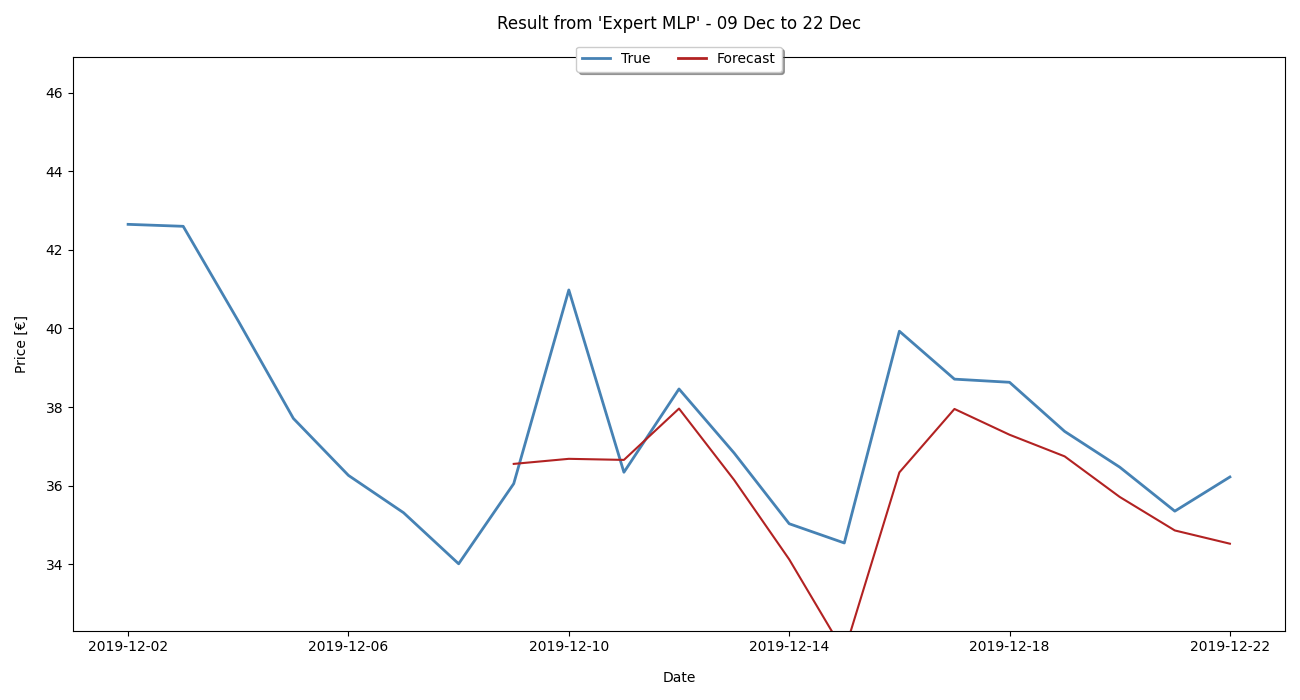 Result from 'Expert MLP' - 09 Dec to 22 Dec
True Forecast
46
44
42
40
38
36
34
Price [€]
2019-12-02 2019-12-06 2019-12-10 2019-12-14 2019-12-18 2019-12-22
Date